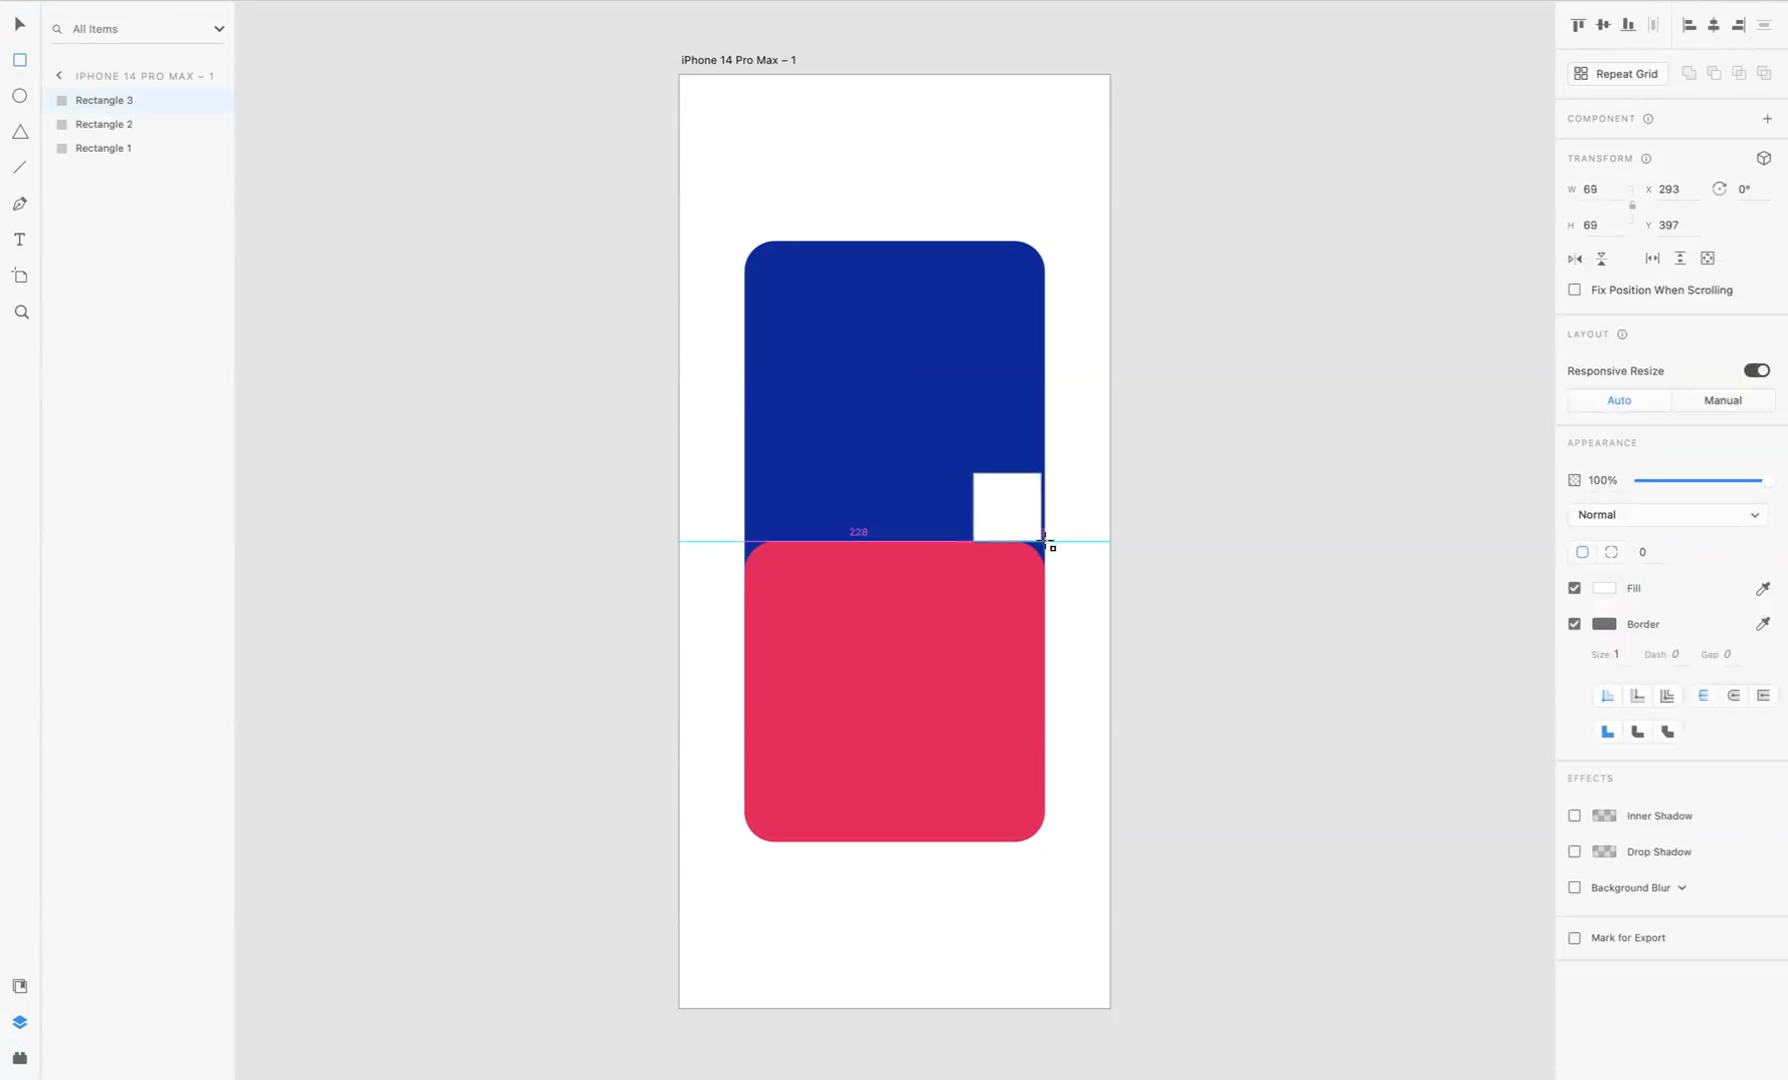 All Items
IPHONE 14 PRO MAX – 1
Rectangle 3
Rectangle 2
Rectangle 1
iPhone 14 Pro Max – 1
228
Repeat Grid
COMPONENT
TRANSFORM
W 69 X 293 0°
H 69 Y 397
Fix Position When Scrolling
LAYOUT
Responsive Resize
Auto Manual
APPEARANCE
100%
Normal
0
Fill
Border
Size 1 Dash 0 Gap 0
EFFECTS
Inner Shadow
Drop Shadow
Background Blur
Mark for Export